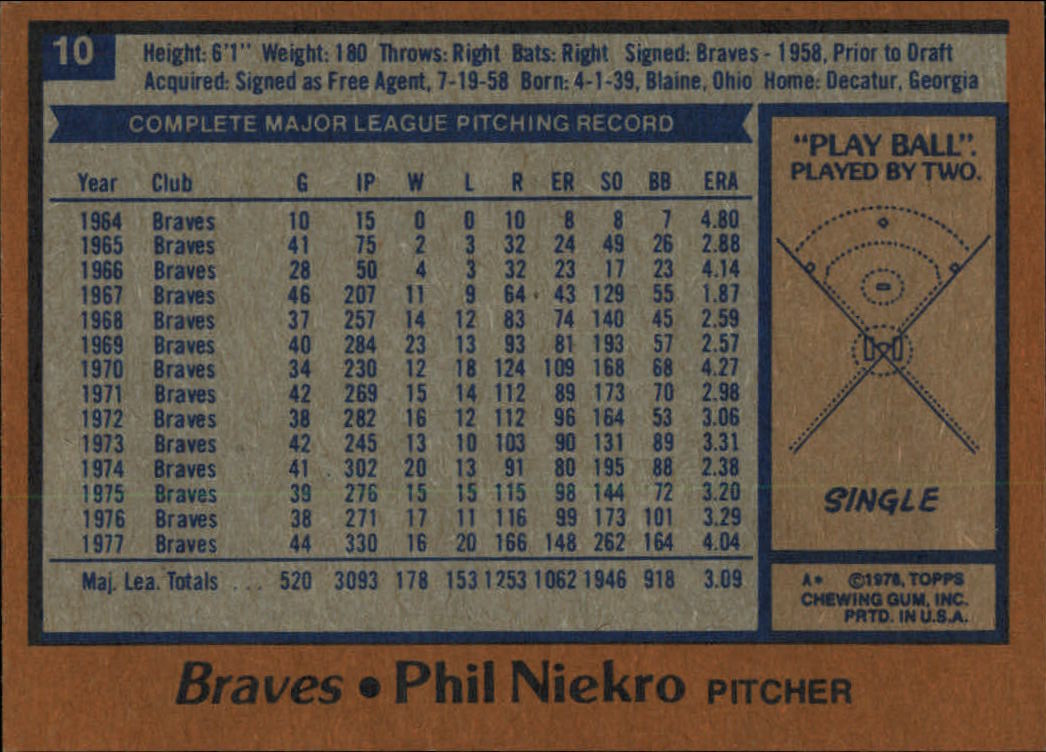 10
Height: 6'1" Weight: 180 Throws: Right Bats: Right Signed: Braves - 1958, Prior to Draft
Acquired: Signed as Free Agent, 7-19-58 Born: 4-1-39, Blaine, Ohio Home: Decatur, Georgia
COMPLETE MAJOR LEAGUE PITCHING RECORD
Year Club G IP W L R ER SO BB ERA
1964 Braves 10 15 0 0 10 8 8 7 4.80
1965 Braves 41 75 2 3 32 24 49 26 2.88
1966 Braves 28 50 4 3 32 23 17 23 4.14
1967 Braves 46 207 11 9 64 43 129 55 1.87
1968 Braves 37 257 14 12 83 74 140 45 2.59
1969 Braves 40 284 23 13 93 81 193 57 2.57
1970 Braves 34 230 12 18 124 109 168 68 4.27
1971 Braves 42 269 15 14 112 89 173 70 2.98
1972 Braves 38 282 16 12 112 96 164 53 3.06
1973 Braves 42 245 13 10 103 90 131 89 3.31
1974 Braves 41 302 20 13 91 80 195 88 2.38
1975 Braves 39 276 15 15 115 98 144 72 3.20
1976 Braves 38 271 17 11 116 99 173 101 3.29
1977 Braves 44 330 16 20 166 148 262 164 4.04
Maj. Lea. Totals ... 520 3093 178 153 1253 1062 1946 918 3.09
"PLAY BALL".
PLAYED BY TWO.
SINGLE
A* ©1978, TOPPS
CHEWING GUM, INC.
PRTD. IN U.S.A.
Braves • Phil Niekro PITCHER